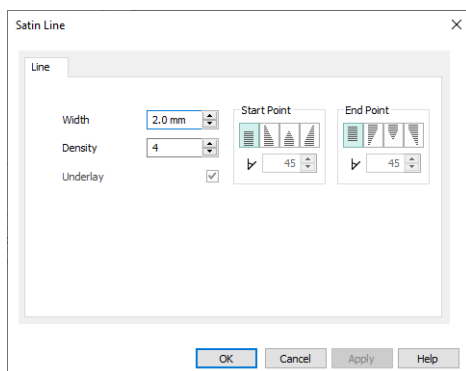 Satin Line
Line
Width 2.0 mm
Density 4
Underlay
Start Point
45
End Point
45
OK Cancel Apply Help